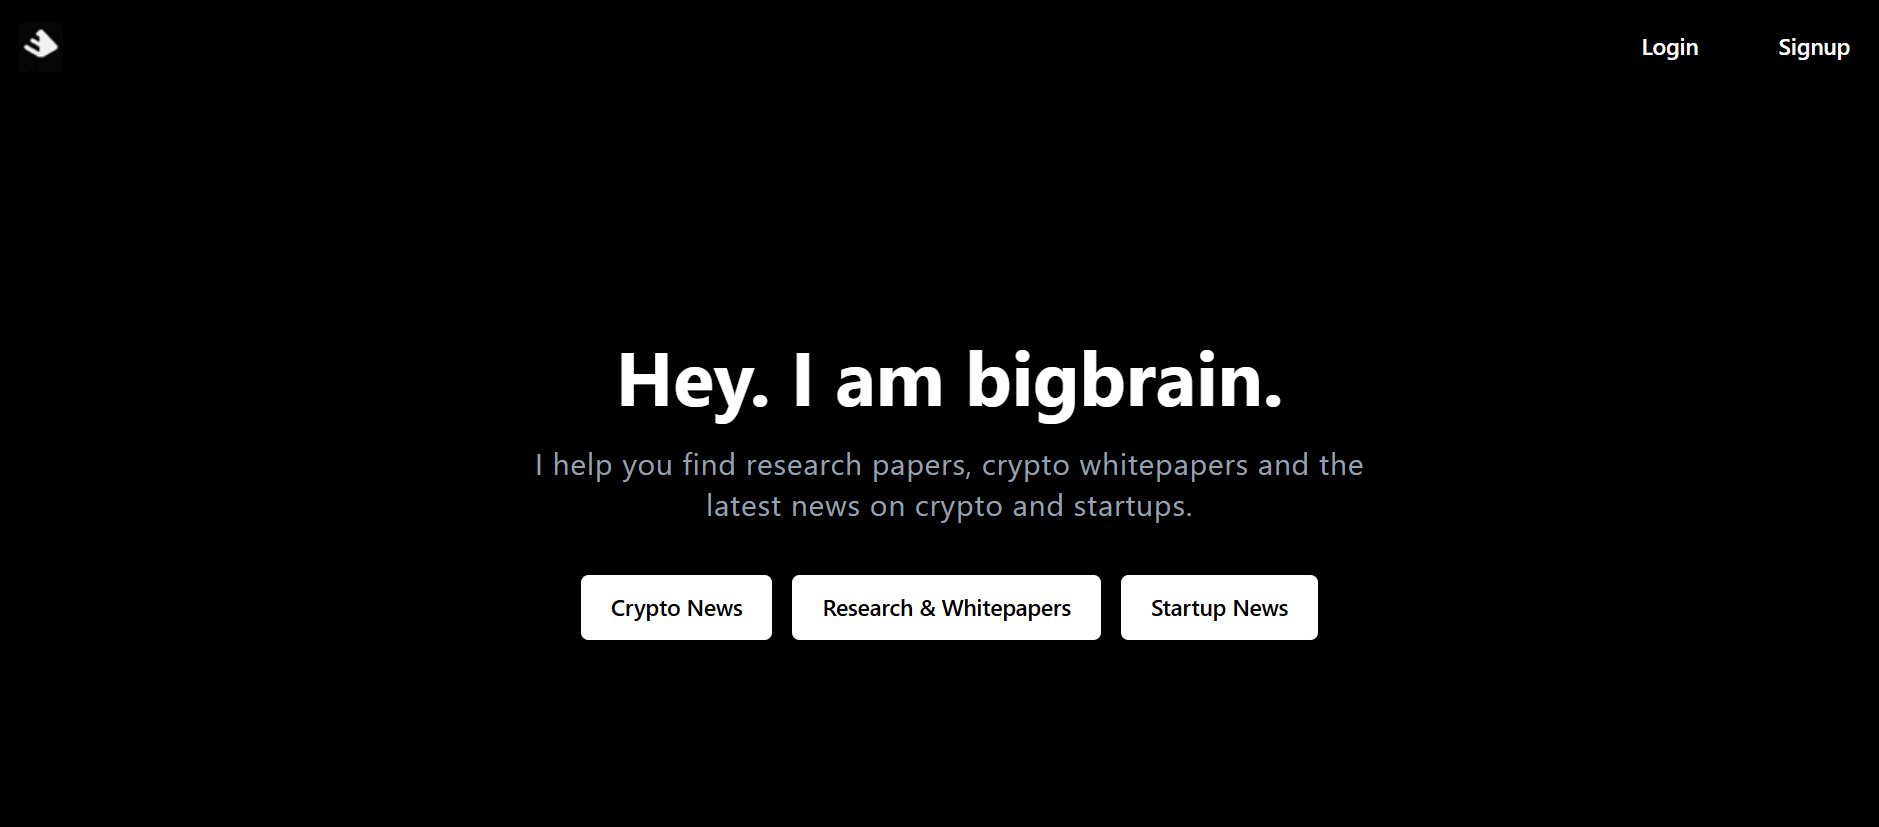 Login Signup
Hey. I am bigbrain.
I help you find research papers, crypto whitepapers and the
latest news on crypto and startups.
Crypto News Research & Whitepapers Startup News